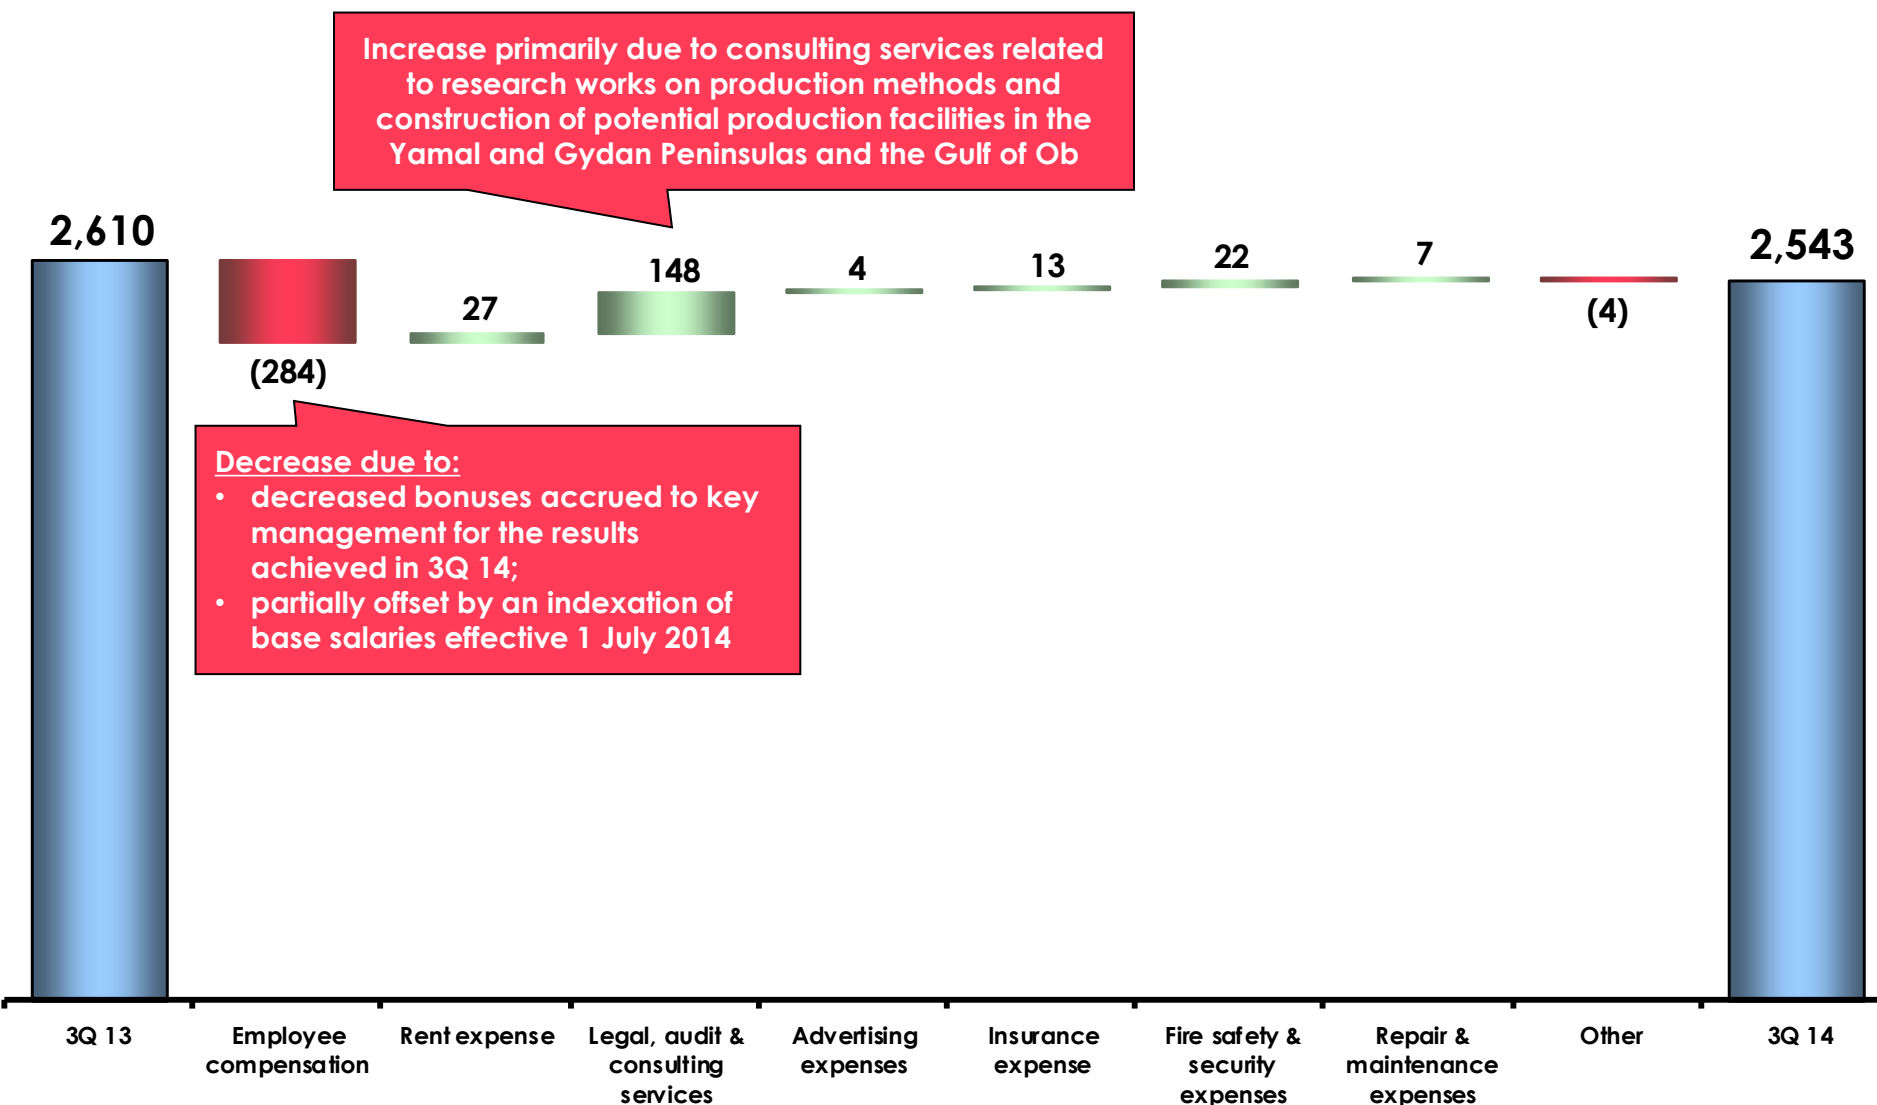 Increase primarily due to consulting services related
to research works on production methods and
construction of potential production facilities in the
Yamal and Gydan Peninsulas and the Gulf of Ob
2,610
(284)
27
148
4
13
22
7
(4)
2,543
Decrease due to:
• decreased bonuses accrued to key
management for the results
achieved in 3Q 14;
• partially offset by an indexation of
base salaries effective 1 July 2014
3Q 13
Employee
compensation
Rent expense
Legal, audit &
consulting
services
Advertising
expenses
Insurance
expense
Fire safety &
security
expenses
Repair &
maintenance
expenses
Other
3Q 14